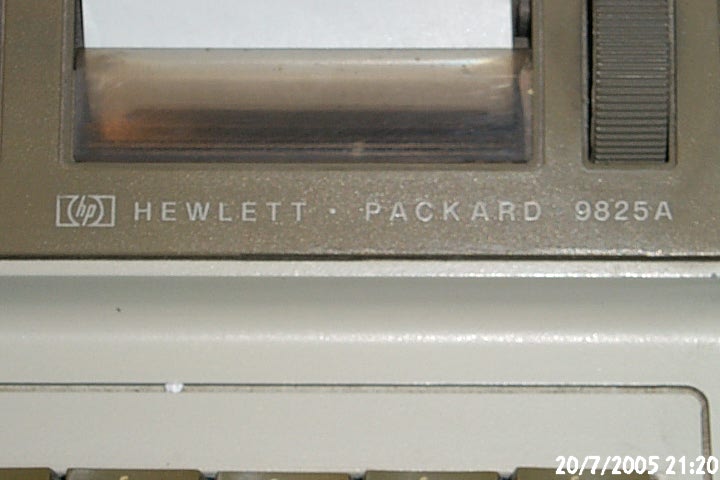 hp HEWLETT · PACKARD 9825A
20/7/2005 21:20